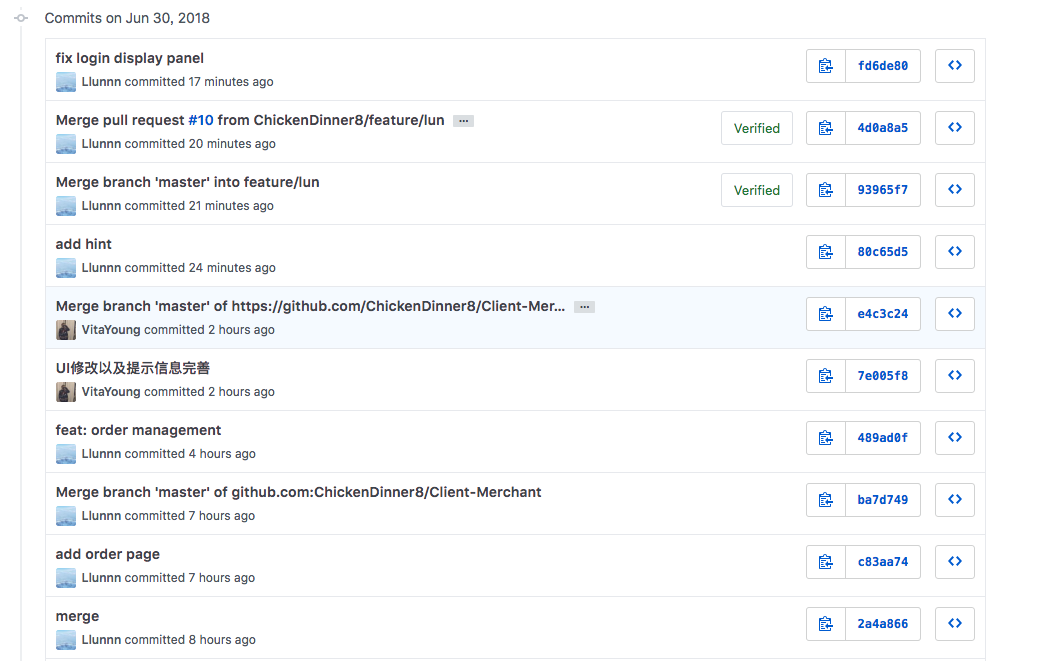 Commits on Jun 30, 2018
fix login display panel
Llunnn committed 17 minutes ago
fd6de80
Merge pull request #10 from ChickenDinner8/feature/lun ...
Llunnn committed 20 minutes ago
Verified
4d0a8a5
Merge branch 'master' into feature/lun
Llunnn committed 21 minutes ago
Verified
93965f7
add hint
Llunnn committed 24 minutes ago
80c65d5
Merge branch 'master' of https://github.com/ChickenDinner8/Client-Mer... ...
VitaYoung committed 2 hours ago
e4c3c24
UI修改以及提示信息完善
VitaYoung committed 2 hours ago
7e005f8
feat: order management
Llunnn committed 4 hours ago
489ad0f
Merge branch 'master' of github.com:ChickenDinner8/Client-Merchant
Llunnn committed 7 hours ago
ba7d749
add order page
Llunnn committed 7 hours ago
c83aa74
merge
Llunnn committed 8 hours ago
2a4a866